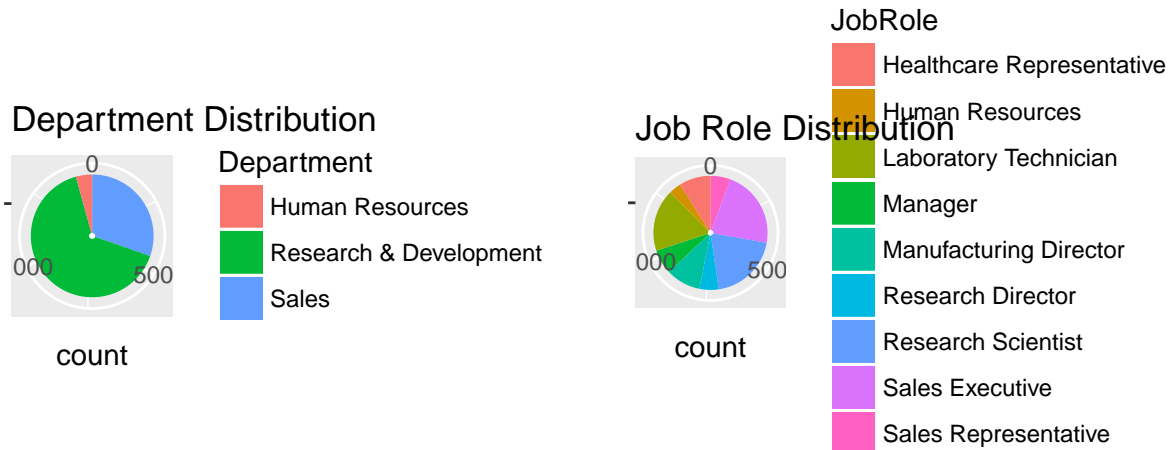 Department Distribution
0
000
500
count
Department
Human Resources
Research & Development
Sales
Job Role Distribution
0
000
500
count
JobRole
Healthcare Representative
Human Resources
Laboratory Technician
Manager
Manufacturing Director
Research Director
Research Scientist
Sales Executive
Sales Representative